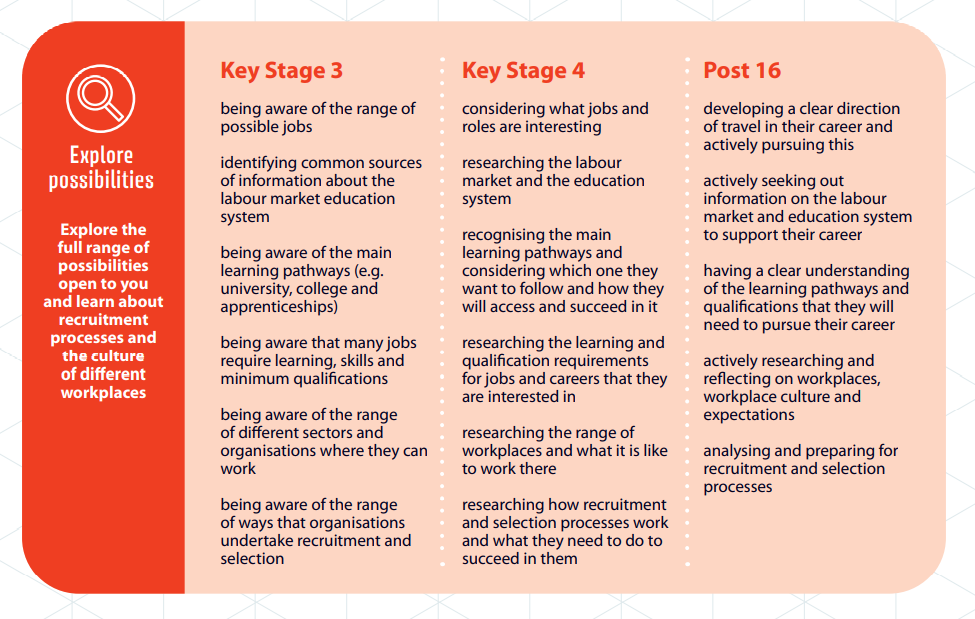 Explore
possibilities
Explore the
full range of
possibilities
open to you
and learn about
recruitment
processes and
the culture
of different
workplaces
Key Stage 3
being aware of the range of
possible jobs
identifying common sources
of information about the
labour market education
system
being aware of the main
learning pathways (e.g.
university, college and
apprenticeships)
being aware that many jobs
require learning, skills and
minimum qualifications
being aware of the range
of different sectors and
organisations where they can
work
being aware of the range
of ways that organisations
undertake recruitment and
selection
Key Stage 4
considering what jobs and
roles are interesting
researching the labour
market and the education
system
recognising the main
learning pathways and
considering which one they
want to follow and how they
will access and succeed in it
researching the learning and
qualification requirements
for jobs and careers that they
are interested in
researching the range of
workplaces and what it is like
to work there
researching how recruitment
and selection processes work
and what they need to do to
succeed in them
Post 16
developing a clear direction
of travel in their career and
actively pursuing this
actively seeking out
information on the labour
market and education system
to support their career
having a clear understanding
of the learning pathways and
qualifications that they will
need to pursue their career
actively researching and
reflecting on workplaces,
workplace culture and
expectations
analysing and preparing for
recruitment and selection
processes